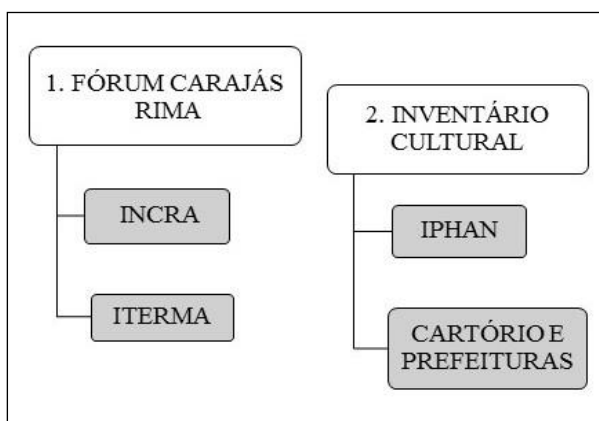 1. FÓRUM CARAJÁS
RIMA
INCRA
ITERMA
2. INVENTÁRIO
CULTURAL
IPHAN
CARTÓRIO E
PREFEITURAS